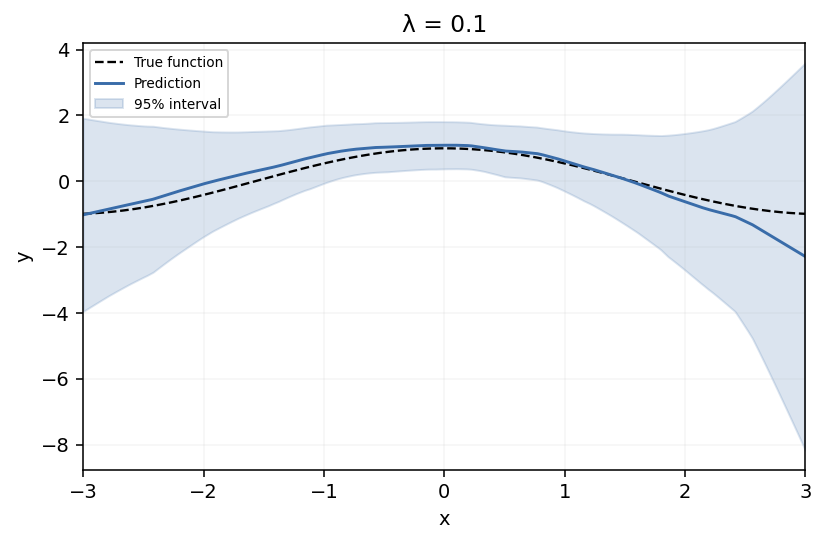 λ = 0.1
True function
Prediction
95% interval
4
2
0
−2
−4
−6
−8
y
−3 −2 −1 0 1 2 3
x